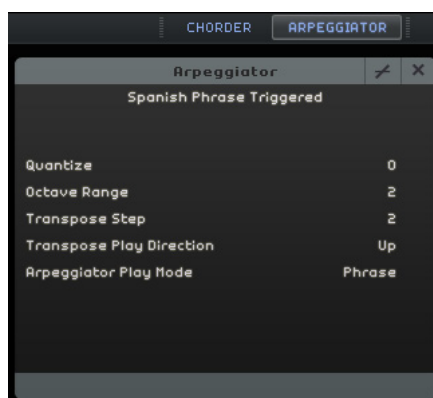 CHORDER ARPEGGIATOR
Arpeggiator
Spanish Phrase Triggered
Quantize 0
Octave Range 2
Transpose Step 2
Transpose Play Direction Up
Arpeggiator Play Mode Phrase